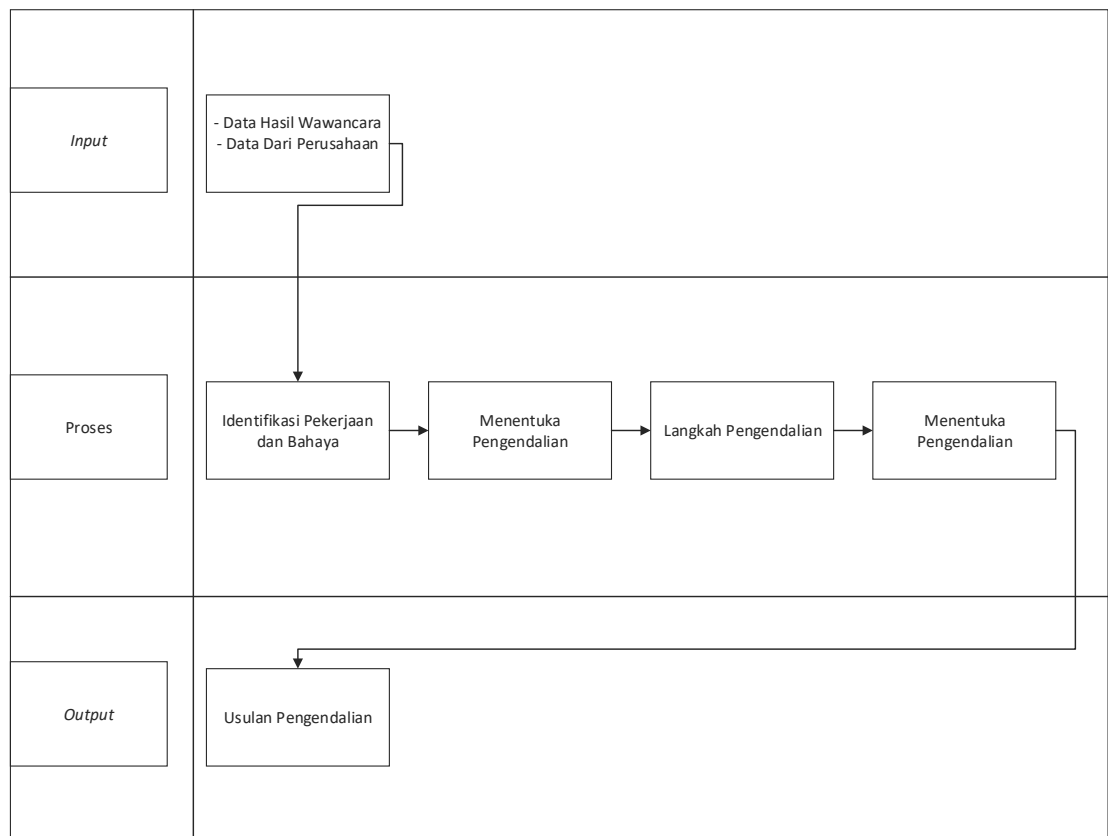 Input
- Data Hasil Wawancara
- Data Dari Perusahaan
Proses
Identifikasi Pekerjaan
dan Bahaya
Menentuka
Pengendalian
Langkah Pengendalian
Menentuka
Pengendalian
Output
Usulan Pengendalian